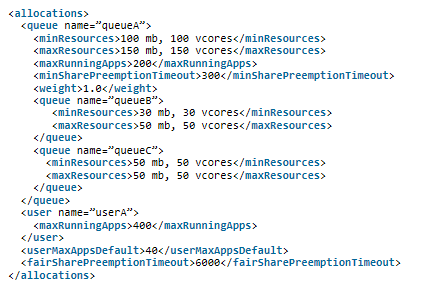 <allocations>
<queue name=”queueA”>
<minResources>100 mb, 100 vcores</minResources>
<maxResources>150 mb, 150 vcores</maxResources>
<maxRunningApps>200</maxRunningApps>
<minSharePreemptionTimeout>300</minSharePreemptionTimeout>
<weight>1.0</weight>
<queue name=”queueB”>
<minResources>30 mb, 30 vcores</minResources>
<maxResources>50 mb, 50 vcores</maxResources>
</queue>
<queue name=”queueC”>
<minResources>50 mb, 50 vcores</minResources>
<maxResources>50 mb, 50 vcores</maxResources>
</queue>
</queue>
<user name=”userA”>
<maxRunningApps>400</maxRunningApps>
</user>
<userMaxAppsDefault>40</userMaxAppsDefault>
<fairSharePreemptionTimeout>6000</fairSharePreemptionTimeout>
</allocations>